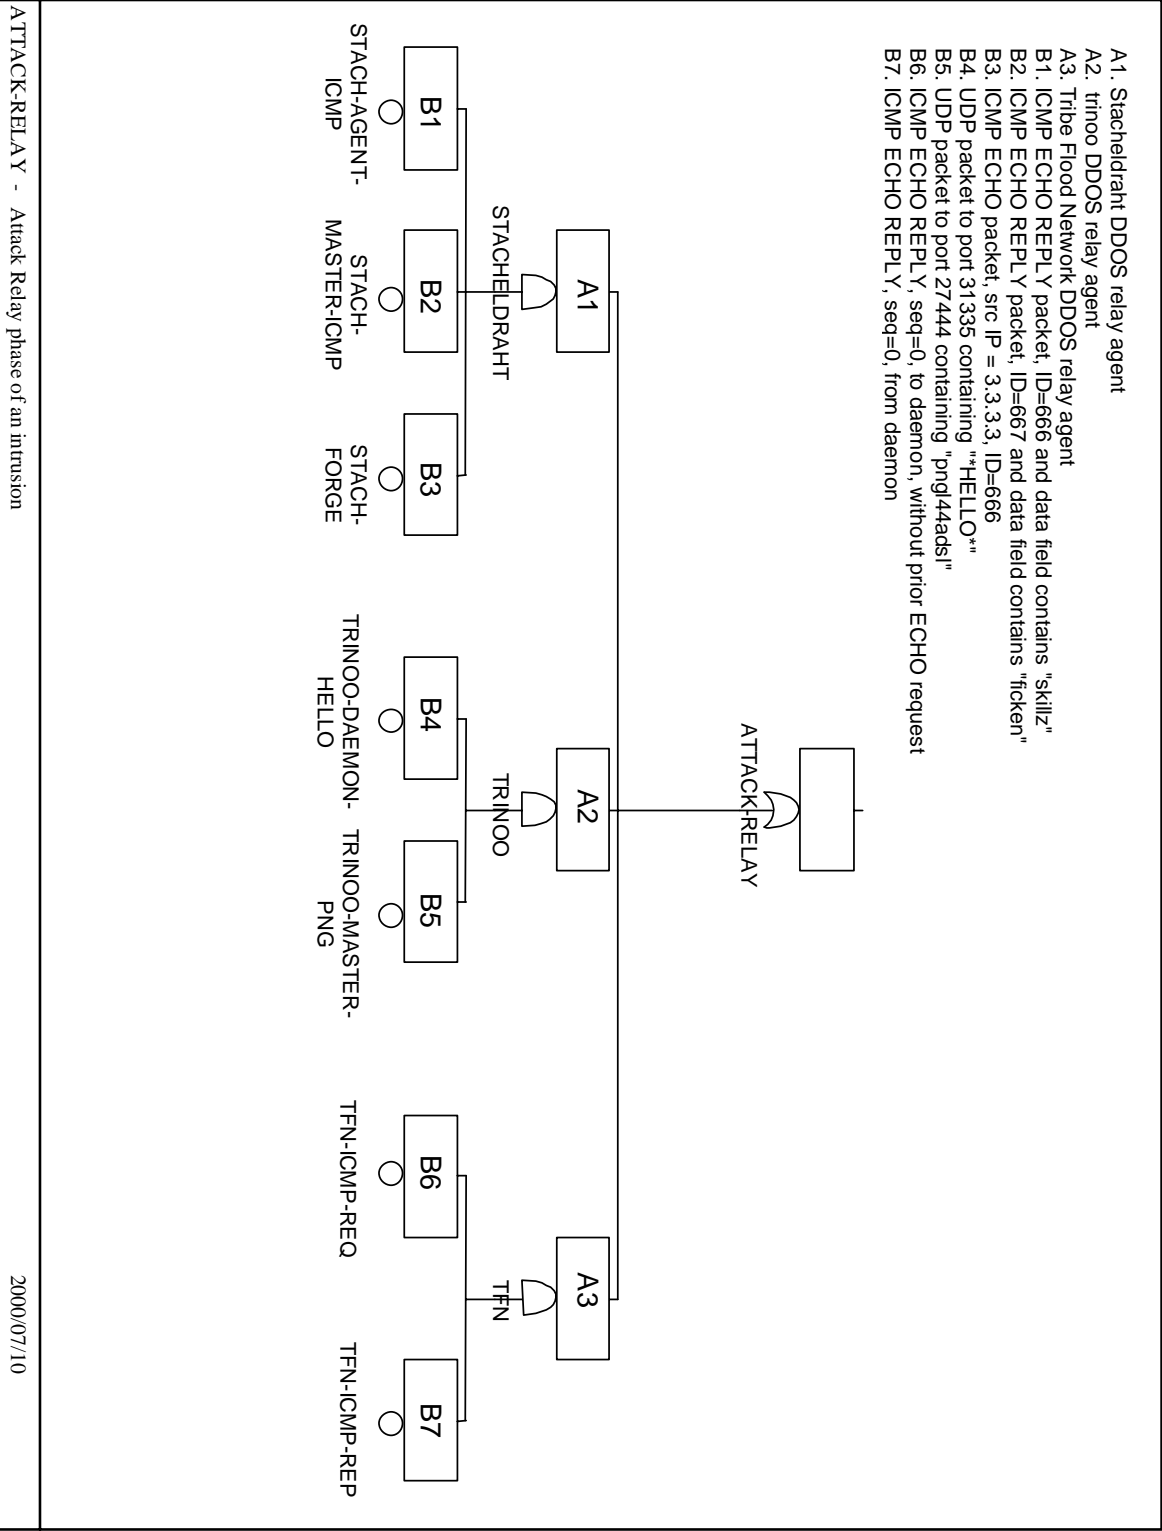 A1. Stacheldraht DDOS relay agent
A2. trinoo DDOS relay agent
A3. Tribe Flood Network DDOS relay agent
B1. ICMP ECHO REPLY packet, ID=666 and data field contains "skillz"
B2. ICMP ECHO REPLY packet, ID=667 and data field contains "ficken"
B3. ICMP ECHO packet, src IP = 3.3.3.3, ID=666
B4. UDP packet to port 31335 containing "*HELLO*"
B5. UDP packet to port 27444 containing "pngl44adsl"
B6. ICMP ECHO REPLY, seq=0, to daemon, without prior ECHO request
B7. ICMP ECHO REPLY, seq=0, from daemon
ATTACK-RELAY
A1
A2
A3
STACHELDRAHT
TRINOO
TFN
B1
B2
B3
B4
B5
B6
B7
STACH-AGENT-
ICMP
STACH-
MASTER-ICMP
STACH-
FORGE
TRINOO-DAEMON-
HELLO
TRINOO-MASTER-
PNG
TFN-ICMP-REQ
TFN-ICMP-REP
ATTACK-RELAY - Attack Relay phase of an intrusion
2000/07/10